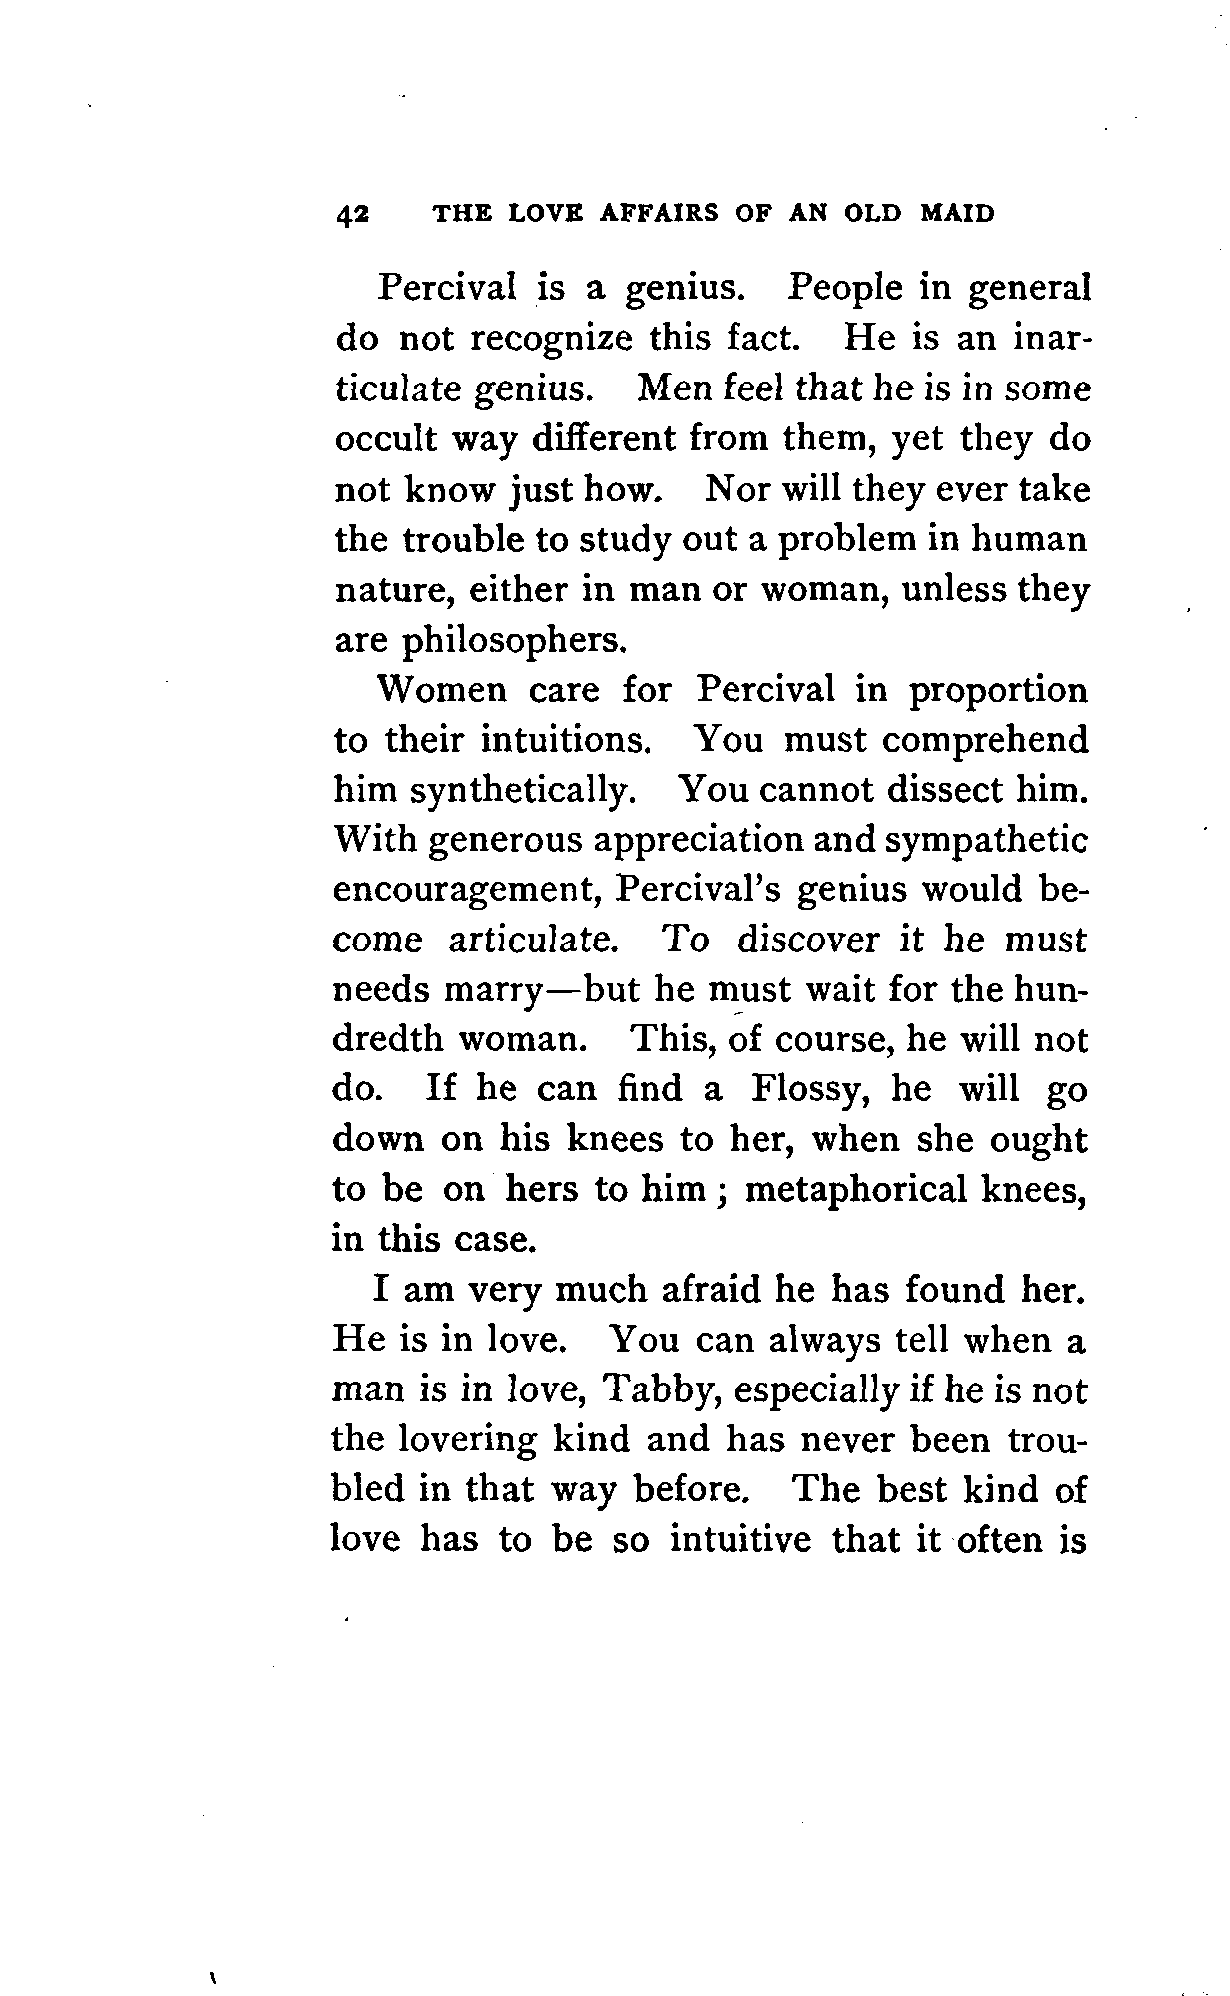 42 THE LOVE AFFAIRS OF AN OLD MAID
Percival is a genius. People in general
do not recognize this fact. He is an inar-
ticulate genius. Men feel that he is in some
occult way different from them, yet they do
not know just how. Nor will they ever take
the trouble to study out a problem in human
nature, either in man or woman, unless they
are philosophers.
Women care for Percival in proportion
to their intuitions. You must comprehend
him synthetically. You cannot dissect him.
With generous appreciation and sympathetic
encouragement, Percival's genius would be-
come articulate. To discover it he must
needs marry—but he must wait for the hun-
dredth woman. This, of course, he will not
do. If he can find a Flossy, he will go
down on his knees to her, when she ought
to be on hers to him ; metaphorical knees,
in this case.
I am very much afraid he has found her.
He is in love. You can always tell when a
man is in love, Tabby, especially if he is not
the lovering kind and has never been trou-
bled in that way before. The best kind of
love has to be so intuitive that it often is